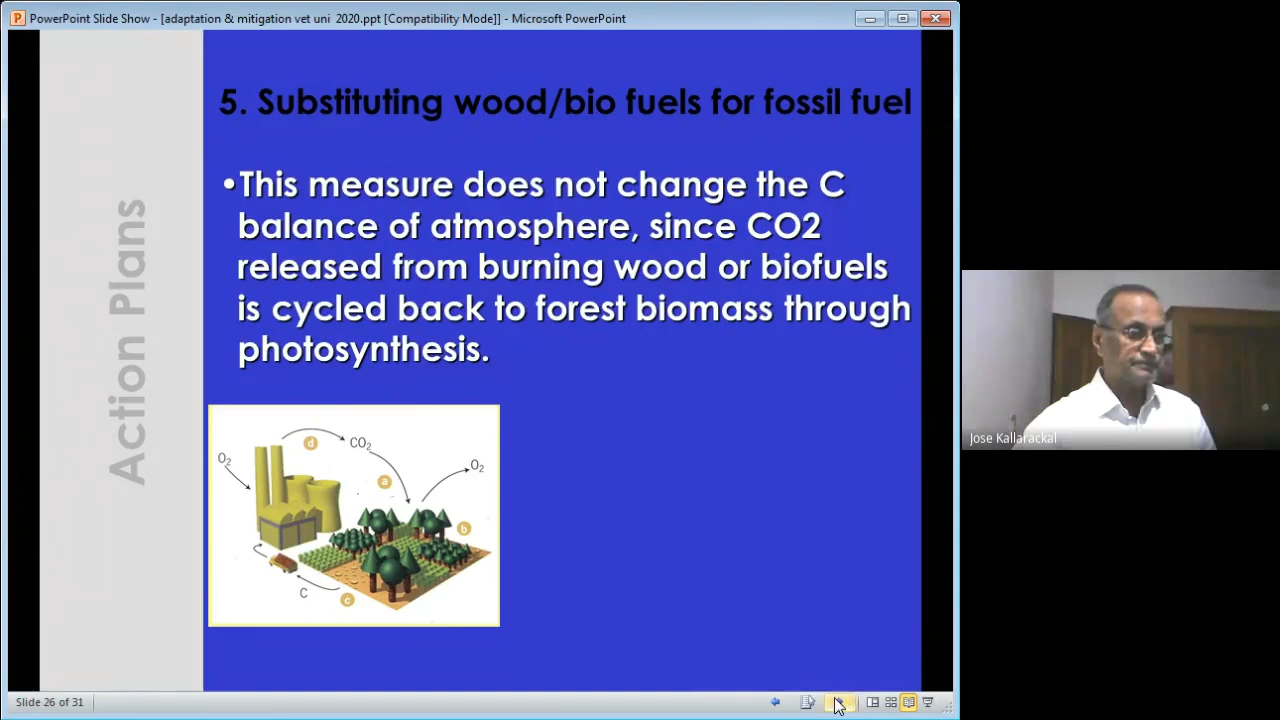 PowerPoint Slide Show - [adaptation & mitigation vet uni 2020.ppt [Compatibility Mode]] - Microsoft PowerPoint
Action Plans
5. Substituting wood/bio fuels for fossil fuel
•This measure does not change the C
balance of atmosphere, since CO2
released from burning wood or biofuels
is cycled back to forest biomass through
photosynthesis.
d
CO2
O2
O2
a
b
C
c
Jose Kallarackal
Slide 26 of 31